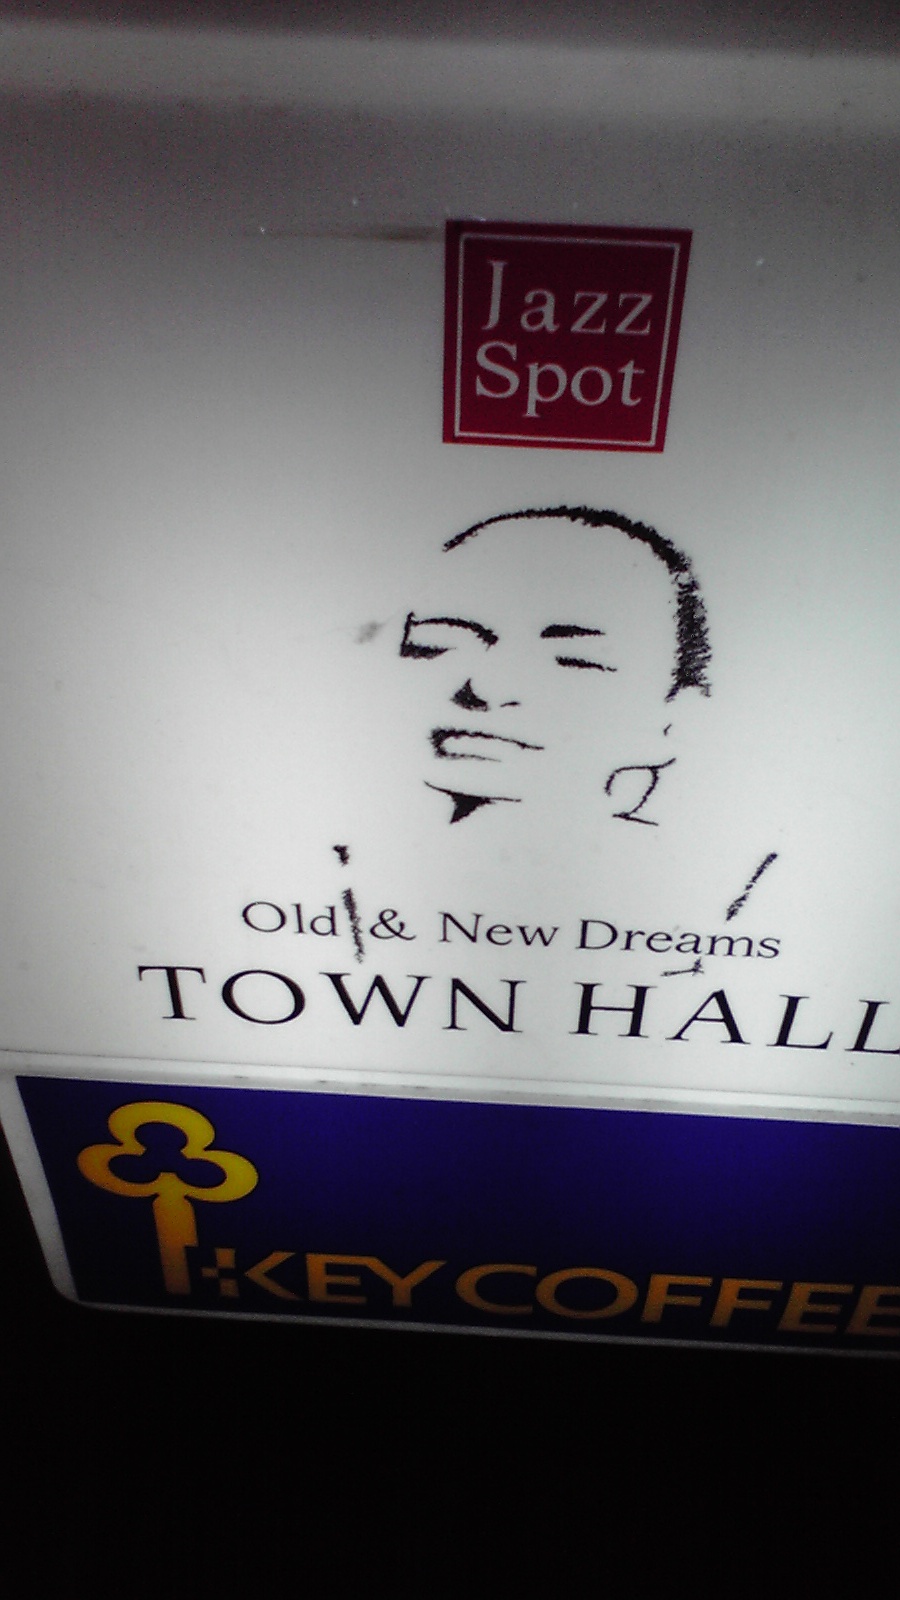 Jazz
Spot
Old & New Dreams
TOWN HALL
KEY COFFEE